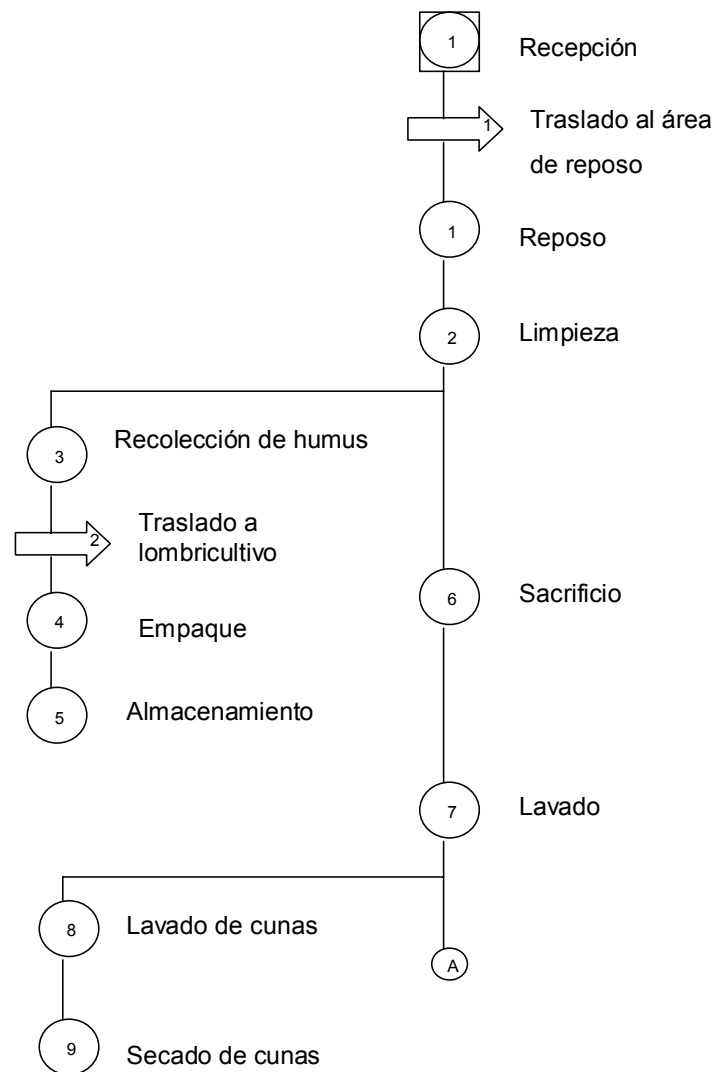 1 Recepción
1 Traslado al área
de reposo
1 Reposo
2 Limpieza
3 Recolección de humus
2 Traslado a
lombricultivo
4 Empaque
5 Almacenamiento
6 Sacrificio
7 Lavado
8 Lavado de cunas
A
9 Secado de cunas